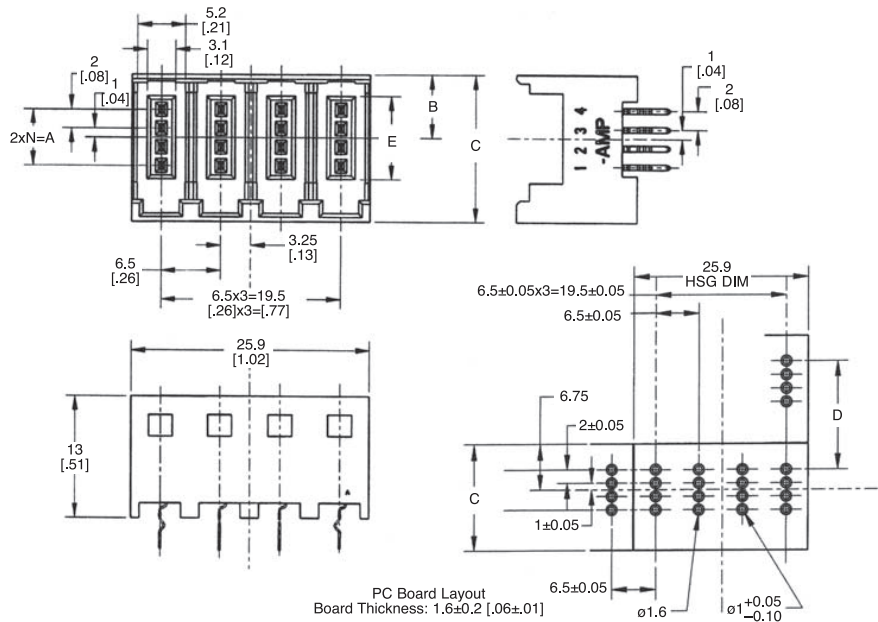 5.2
[.21]
3.1
[.12]
2
[.08]
1
[.04]
2xN=A
B
C
E
3.25
[.13]
6.5
[.26]
6.5x3=19.5
[.26]x3=[.77]
1
[.04]
2
[.08]
1 2 3 4
-AMP
25.9
[1.02]
13
[.51]
25.9
HSG DIM
6.5±0.05x3=19.5±0.05
6.5±0.05
6.75
2±0.05
D
C
1±0.05
6.5±0.05
ø1.6
ø1+0.05
−0.10
PC Board Layout
Board Thickness: 1.6±0.2 [.06±.01]